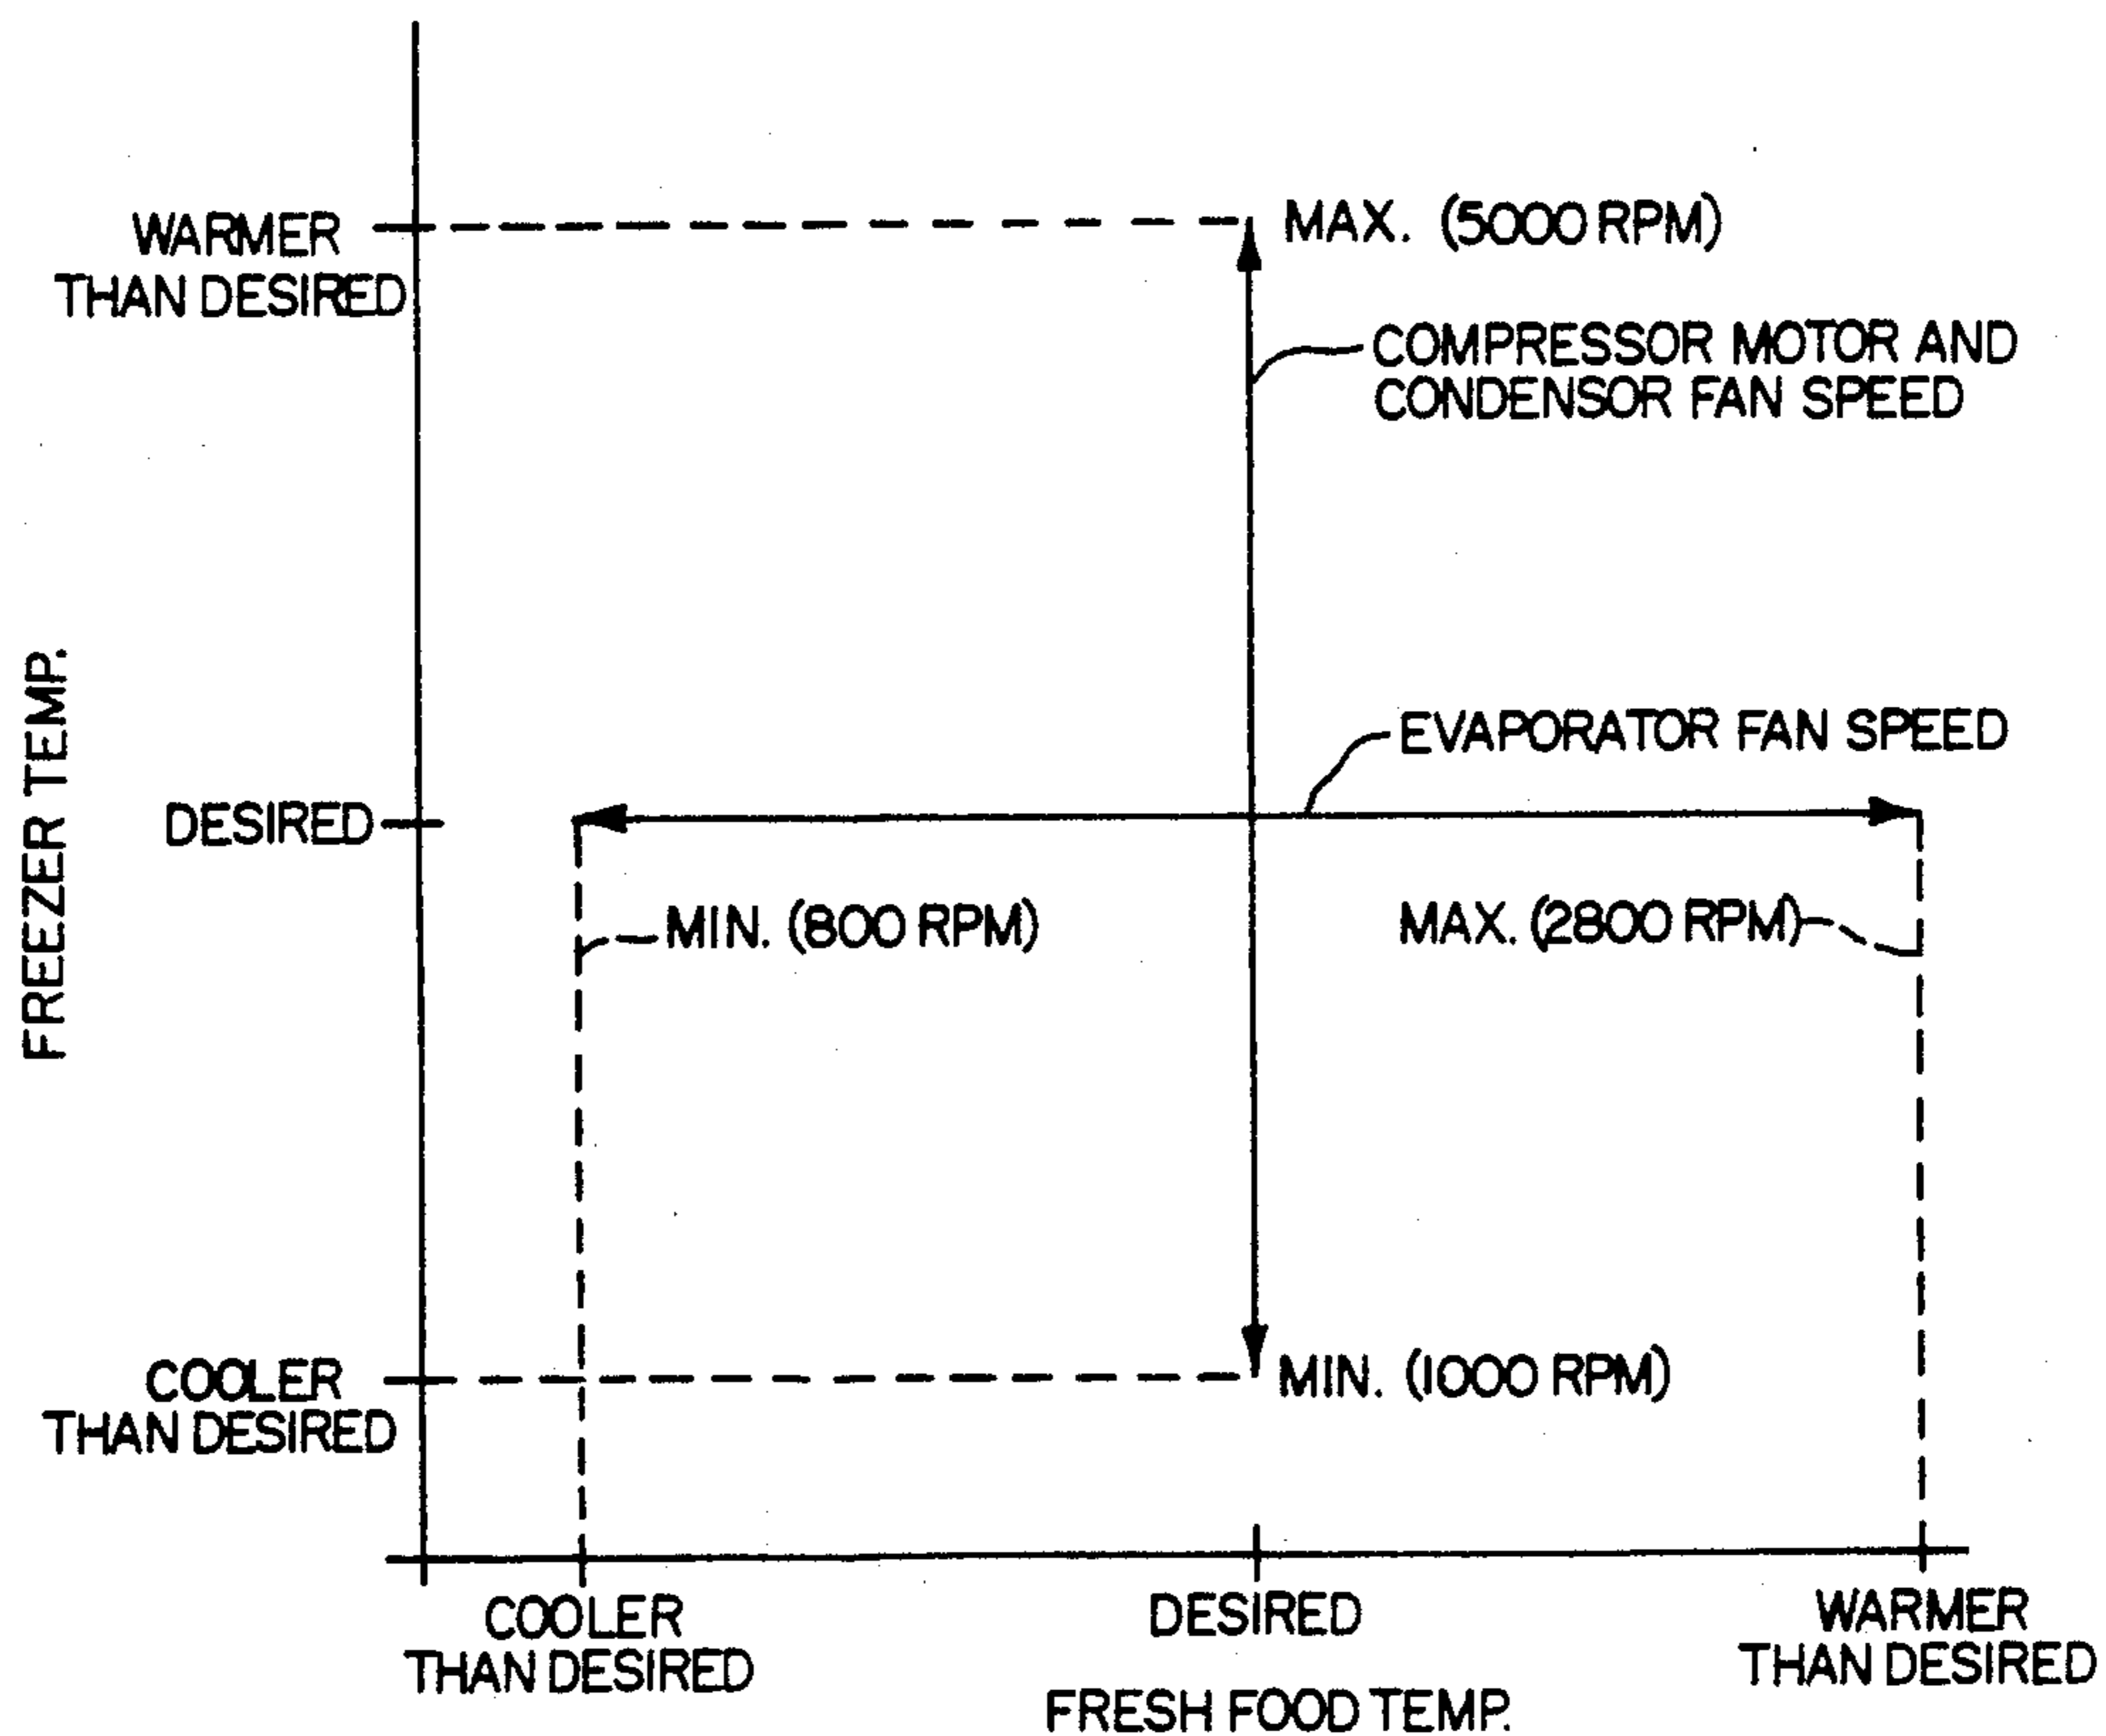 WARMER
THAN DESIRED
MAX. (5000 RPM)
COMPRESSOR MOTOR AND
CONDENSOR FAN SPEED
EVAPORATOR FAN SPEED
FREEZER TEMP.
DESIRED
MIN. (800 RPM)
MAX. (2800 RPM)
COOLER
THAN DESIRED
MIN. (1000 RPM)
COOLER
THAN DESIRED
DESIRED
WARMER
THAN DESIRED
FRESH FOOD TEMP.